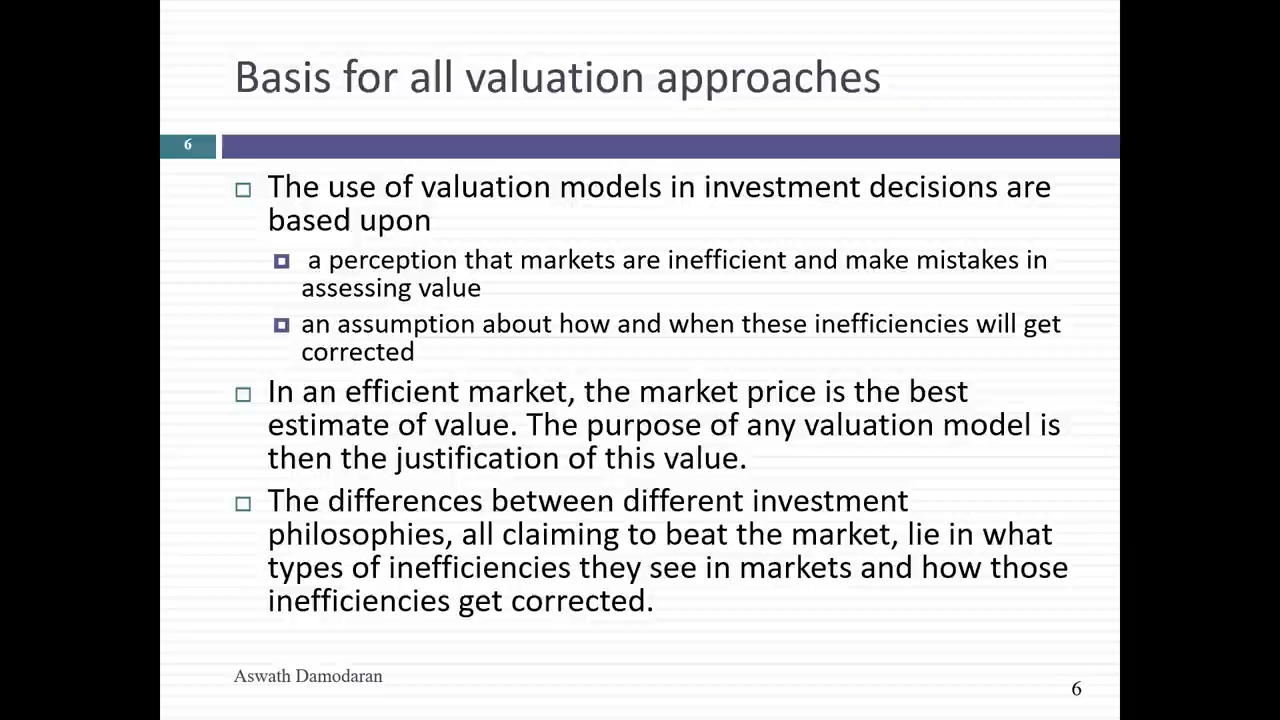 Basis for all valuation approaches
6
The use of valuation models in investment decisions are
based upon
a perception that markets are inefficient and make mistakes in
assessing value
an assumption about how and when these inefficiencies will get
corrected
In an efficient market, the market price is the best
estimate of value. The purpose of any valuation model is
then the justification of this value.
The differences between different investment
philosophies, all claiming to beat the market, lie in what
types of inefficiencies they see in markets and how those
inefficiencies get corrected.
Aswath Damodaran
6